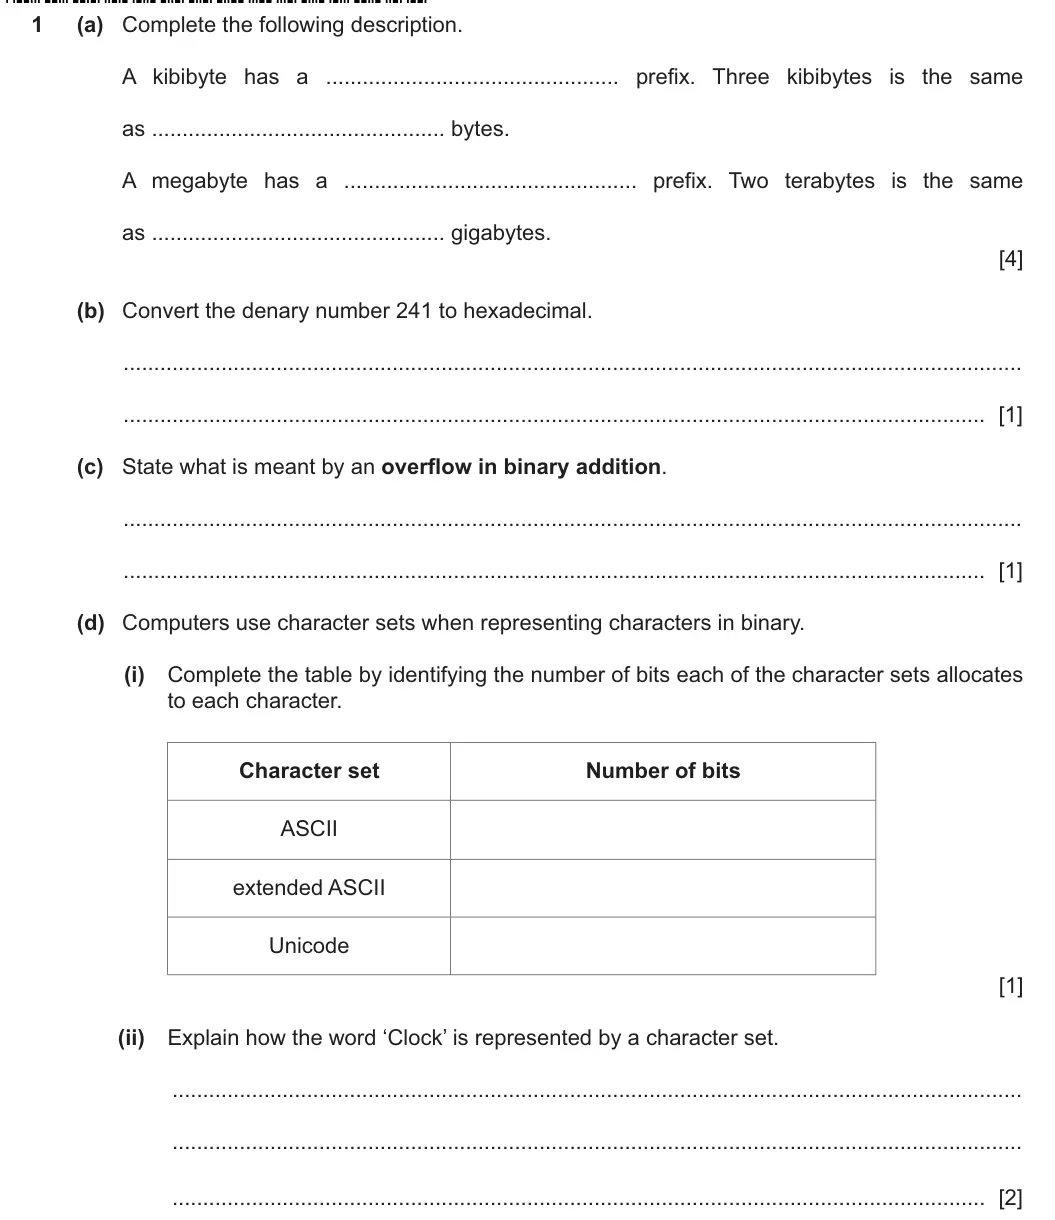 1 (a) Complete the following description.
A kibibyte has a ................................................ prefix. Three kibibytes is the same
as ................................................ bytes.
A megabyte has a ................................................ prefix. Two terabytes is the same
as ................................................ gigabytes.
[4]
(b) Convert the denary number 241 to hexadecimal.
...................................................................................................................................................
............................................................................................................................................. [1]
(c) State what is meant by an overflow in binary addition.
...................................................................................................................................................
............................................................................................................................................. [1]
(d) Computers use character sets when representing characters in binary.
(i) Complete the table by identifying the number of bits each of the character sets allocates
to each character.
Character set Number of bits
ASCII
extended ASCII
Unicode
[1]
(ii) Explain how the word ‘Clock’ is represented by a character set.
...........................................................................................................................................
...........................................................................................................................................
..................................................................................................................................... [2]